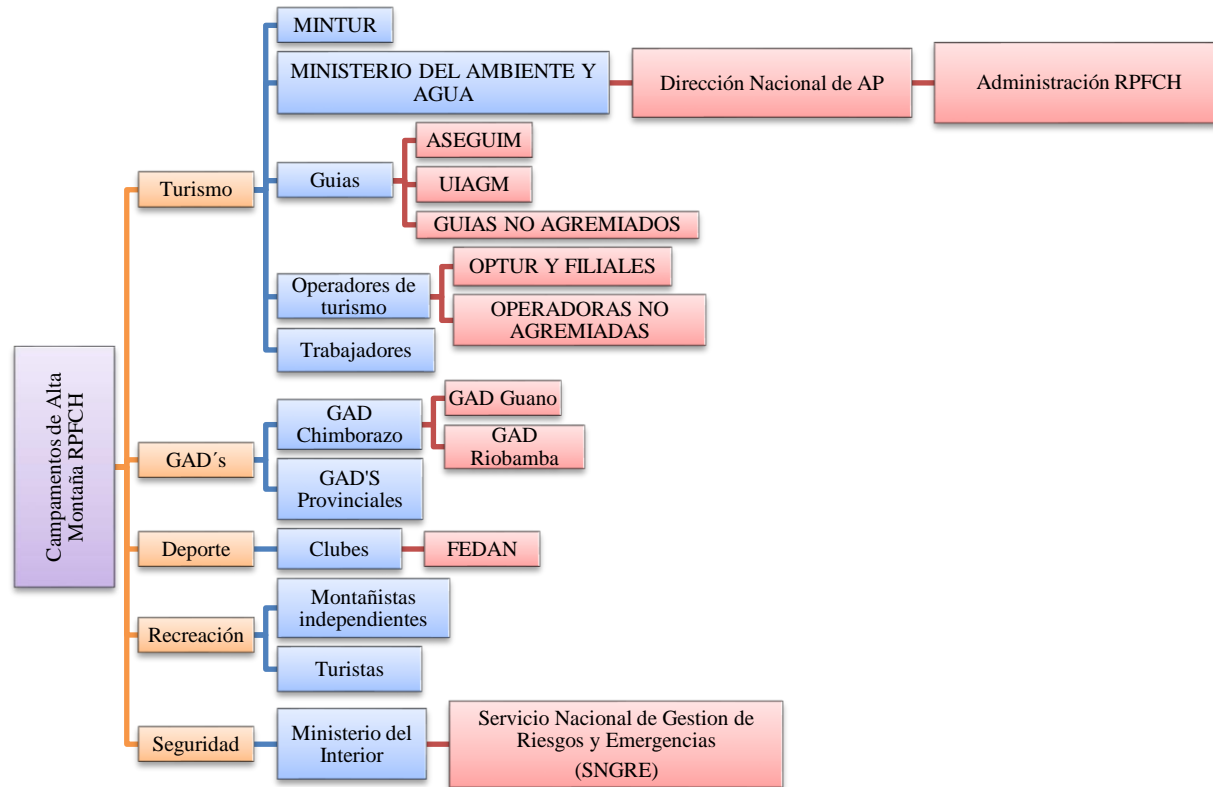 Campamentos de Alta
Montaña RPFCH
Turismo
MINTUR
MINISTERIO DEL AMBIENTE Y
AGUA
Dirección Nacional de AP
Administración RPFCH
Guias
ASEGUIM
UIAGM
GUIAS NO AGREMIADOS
Operadores de
turismo
OPTUR Y FILIALES
OPERADORAS NO
AGREMIADAS
Trabajadores
GAD´s
GAD
Chimborazo
GAD Guano
GAD
Riobamba
GAD'S
Provinciales
Deporte
Clubes
FEDAN
Recreación
Montañistas
independientes
Turistas
Seguridad
Ministerio del
Interior
Servicio Nacional de Gestion de
Riesgos y Emergencias
(SNGRE)